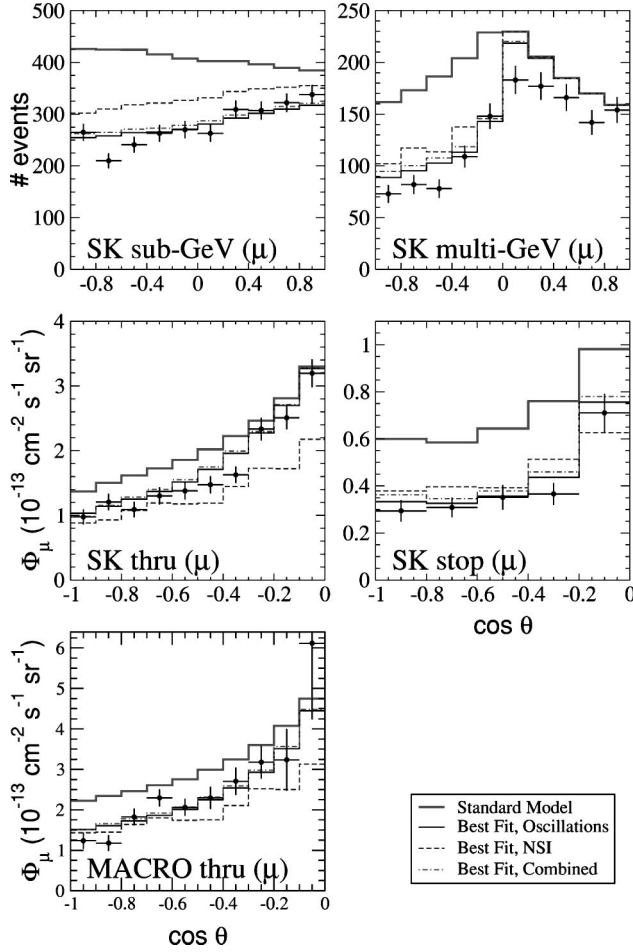 500
400
300
200
100
0
# events
SK sub-GeV (μ)
-0.8 -0.4 0 0.4 0.8
250
200
150
100
50
0
SK multi-GeV (μ)
-0.8 -0.4 0 0.4 0.8
4
3
2
1
0
Φμ (10⁻¹³ cm⁻² s⁻¹ sr⁻¹)
SK thru (μ)
-1 -0.8 -0.6 -0.4 -0.2 0
1
0.8
0.6
0.4
0.2
0
SK stop (μ)
-1 -0.8 -0.6 -0.4 -0.2 0
cos θ
6
5
4
3
2
1
0
Φμ (10⁻¹³ cm⁻² s⁻¹ sr⁻¹)
MACRO thru (μ)
-1 -0.8 -0.6 -0.4 -0.2 0
cos θ
Standard Model
Best Fit, Oscillations
Best Fit, NSI
Best Fit, Combined